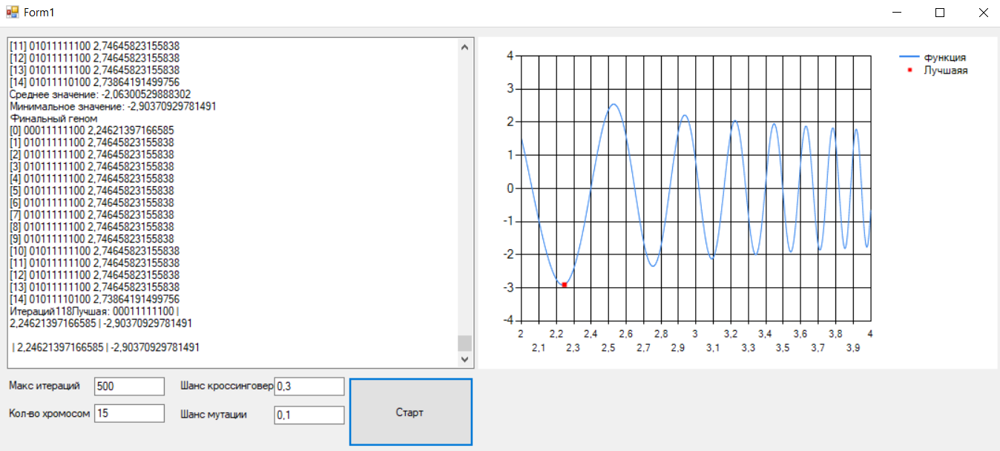 Form1
[11] 01011111100 2,74645823155838
[12] 01011111100 2,74645823155838
[13] 01011111100 2,74645823155838
[14] 01011110100 2,73864191499756
Среднее значение: -2,06300529888302
Минимальное значение: -2,90370929781491
Финальный геном
[0] 00011111100 2,24621397166585
[1] 01011111100 2,74645823155838
[2] 01011111100 2,74645823155838
[3] 01011111100 2,74645823155838
[4] 01011111100 2,74645823155838
[5] 01011111100 2,74645823155838
[6] 01011111100 2,74645823155838
[7] 01011111100 2,74645823155838
[8] 01011111100 2,74645823155838
[9] 01011111100 2,74645823155838
[10] 01011111100 2,74645823155838
[11] 01011111100 2,74645823155838
[12] 01011111100 2,74645823155838
[13] 01011111100 2,74645823155838
[14] 01011110100 2,73864191499756
Итераций118Лучшая: 00011111100 |
2,24621397166585 | -2,90370929781491
| 2,24621397166585 | -2,90370929781491
Макс итераций 500
Шанс кроссинговер 0,3
Кол-во хромосом 15
Шанс мутации 0,1
Старт
4
3
2
1
0
-1
-2
-3
-4
2 2,2 2,4 2,6 2,8 3 3,2 3,4 3,6 3,8 4
2,1 2,3 2,5 2,7 2,9 3,1 3,3 3,5 3,7 3,9
функция
Лучшаяя